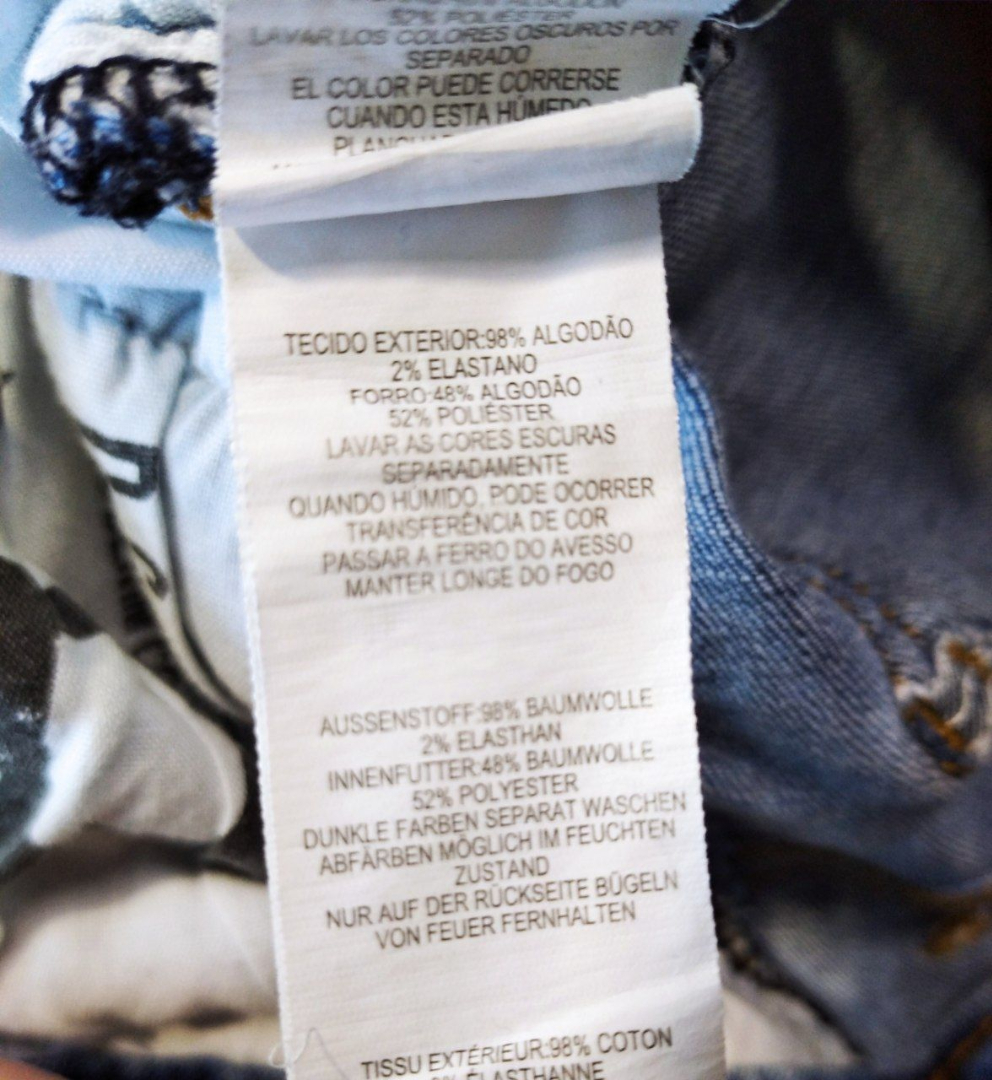 52% POLIÉSTER
LAVAR LOS COLORES OSCUROS POR
SEPARADO
EL COLOR PUEDE CORRERSE
CUANDO ESTA HÚMEDO
TECIDO EXTERIOR:98% ALGODÃO
2% ELASTANO
FORRO:48% ALGODÃO
52% POLIÉSTER
LAVAR AS CORES ESCURAS
SEPARADAMENTE
QUANDO HÚMIDO, PODE OCORRER
TRANSFERÊNCIA DE COR
PASSAR A FERRO DO AVESSO
MANTER LONGE DO FOGO
AUSSENSTOFF:98% BAUMWOLLE
2% ELASTHAN
INNENFUTTER:48% BAUMWOLLE
52% POLYESTER
DUNKLE FARBEN SEPARAT WASCHEN
ABFÄRBEN MÖGLICH IM FEUCHTEN
ZUSTAND
NUR AUF DER RÜCKSEITE BÜGELN
VON FEUER FERNHALTEN
TISSU EXTÉRIEUR:98% COTON
ÉLASTHANNE